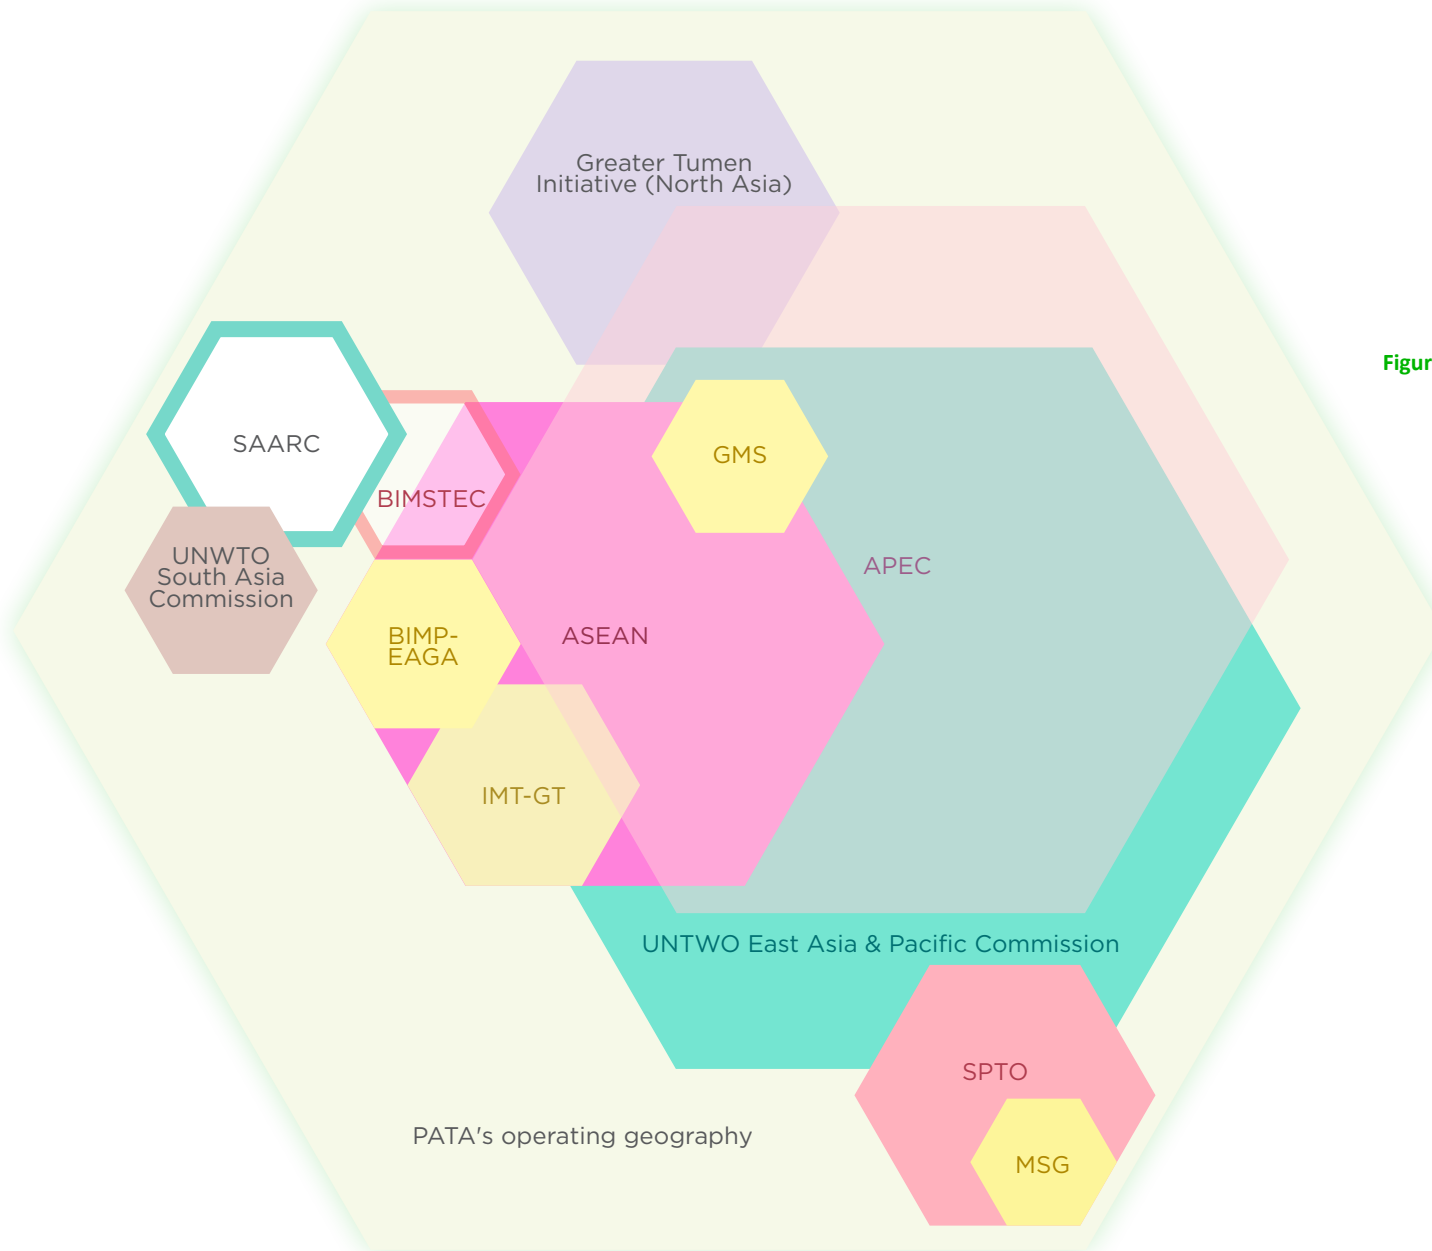 Greater Tumen
Initiative (North Asia)
Figur
SAARC
GMS
BIMSTEC
UNWTO
South Asia
Commission
APEC
BIMP-
EAGA
ASEAN
IMT-GT
UNTWO East Asia & Pacific Commission
SPTO
PATA's operating geography
MSG